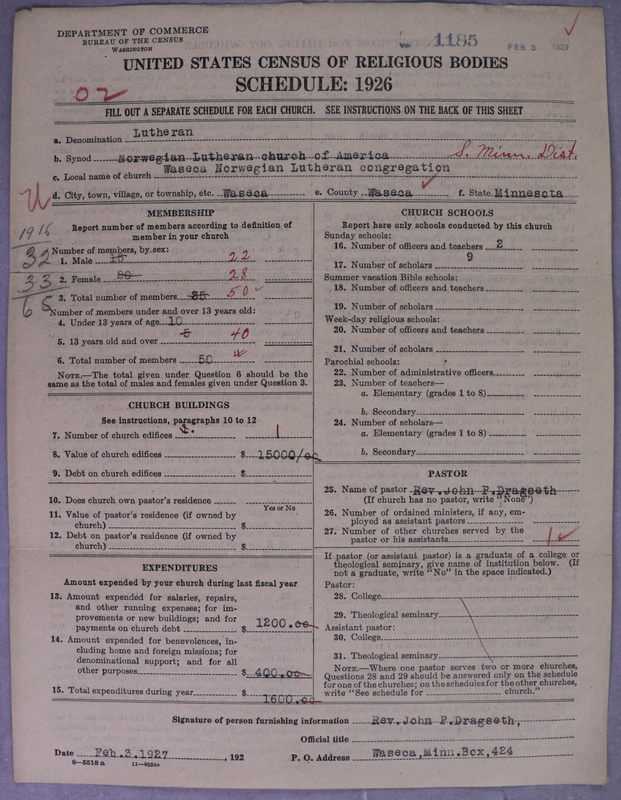 DEPARTMENT OF COMMERCE
BUREAU OF THE CENSUS
WASHINGTON
1185
FEB 5 1927
UNITED STATES CENSUS OF RELIGIOUS BODIES
SCHEDULE: 1926
02
FILL OUT A SEPARATE SCHEDULE FOR EACH CHURCH. SEE INSTRUCTIONS ON THE BACK OF THIS SHEET
a. Denomination Lutheran
b. Synod Norwegian Lutheran church of America S. Minn. Dist.
c. Local name of church Waseca Norwegian Lutheran congregation
d. City, town, village, or township, etc. Waseca e. County Waseca f. State Minnesota
MEMBERSHIP
Report number of members according to definition of
member in your church
1916
32
33
65
Number of members, by sex:
1. Male 22
2. Female 28
3. Total number of members 50
Number of members under and over 13 years old:
4. Under 13 years of age 10
5. 13 years old and over 40
6. Total number of members 50
NOTE.—The total given under Question 6 should be
same as the total of males and females given under Question 3.
CHURCH BUILDINGS
See instructions, paragraphs 10 to 12
7. Number of church edifices 1
8. Value of church edifices $ 15000/00
9. Debt on church edifices $
10. Does church own pastor's residence
Yes or No
11. Value of pastor's residence (if owned by
church) $
12. Debt on pastor's residence (if owned by
church) $
EXPENDITURES
Amount expended by your church during last fiscal year
13. Amount expended for salaries, repairs,
and other running expenses; for im-
provements or new buildings; and for
payments on church debt $ 1200.00
14. Amount expended for benevolences, in-
cluding home and foreign missions; for
denominational support; and for all
other purposes $ 400.00
15. Total expenditures during year $ 1600.00
CHURCH SCHOOLS
Report here only schools conducted by this church
Sunday schools:
16. Number of officers and teachers 2
17. Number of scholars 9
Summer vacation Bible schools:
18. Number of officers and teachers
19. Number of scholars
Week-day religious schools:
20. Number of officers and teachers
21. Number of scholars
Parochial schools:
22. Number of administrative officers
23. Number of teachers—
a. Elementary (grades 1 to 8)
b. Secondary
24. Number of scholars—
a. Elementary (grades 1 to 8)
b. Secondary
PASTOR
25. Name of pastor Rev. John P. Dragseth
(If church has no pastor, write "None")
26. Number of ordained ministers, if any, em-
ployed as assistant pastors
27. Number of other churches served by the
pastor or his assistants 1
If pastor (or assistant pastor) is a graduate of a college or
theological seminary, give name of institution below. (If
not a graduate, write "No" in the space indicated.)
Pastor:
28. College
29. Theological seminary
Assistant pastor:
30. College
31. Theological seminary
NOTE.—Where one pastor serves two or more churches,
Questions 28 and 29 should be answered only on the schedule
for one of the churches; on the schedules for the other churches,
write "See schedule for church."
Signature of person furnishing information Rev. John P. Dragseth,
Official title
Date Feb.3.1927 , 192
P. O. Address Waseca, Minn. Box, 424
8—5518 a